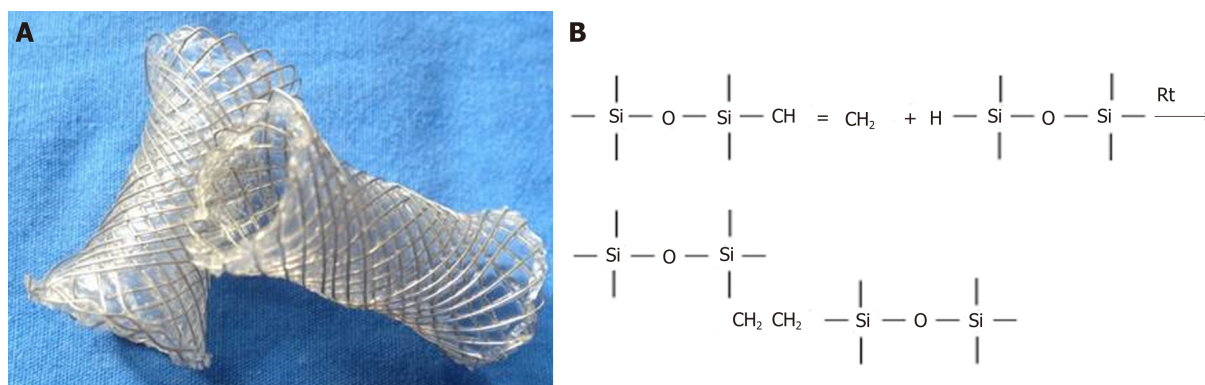 A
B
Si — O — Si — CH = CH₂ + H — Si — O — Si — Rt
Si — O — Si —
CH₂ CH₂ — Si — O — Si —